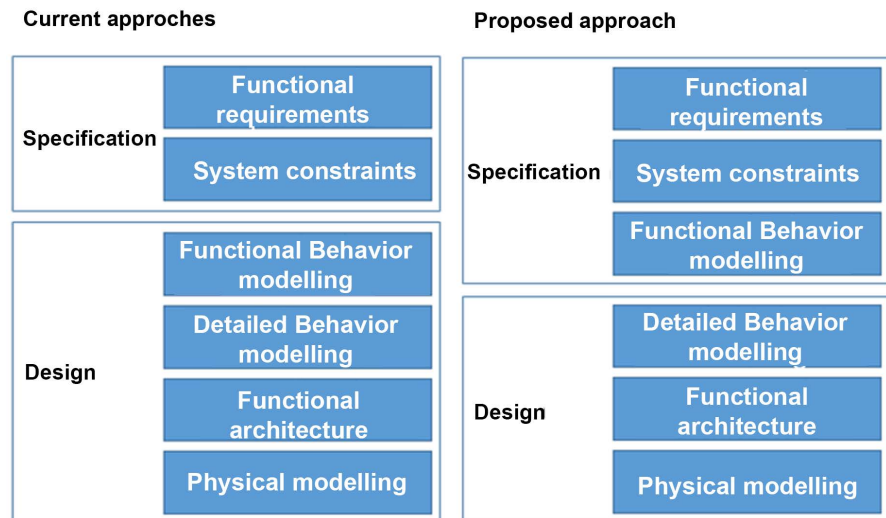 Current approches
Specification
Functional
requirements
System constraints
Design
Functional Behavior
modelling
Detailed Behavior
modelling
Functional
architecture
Physical modelling
Proposed approach
Specification
Functional
requirements
System constraints
Functional Behavior
modelling
Design
Detailed Behavior
modelling
Functional
architecture
Physical modelling